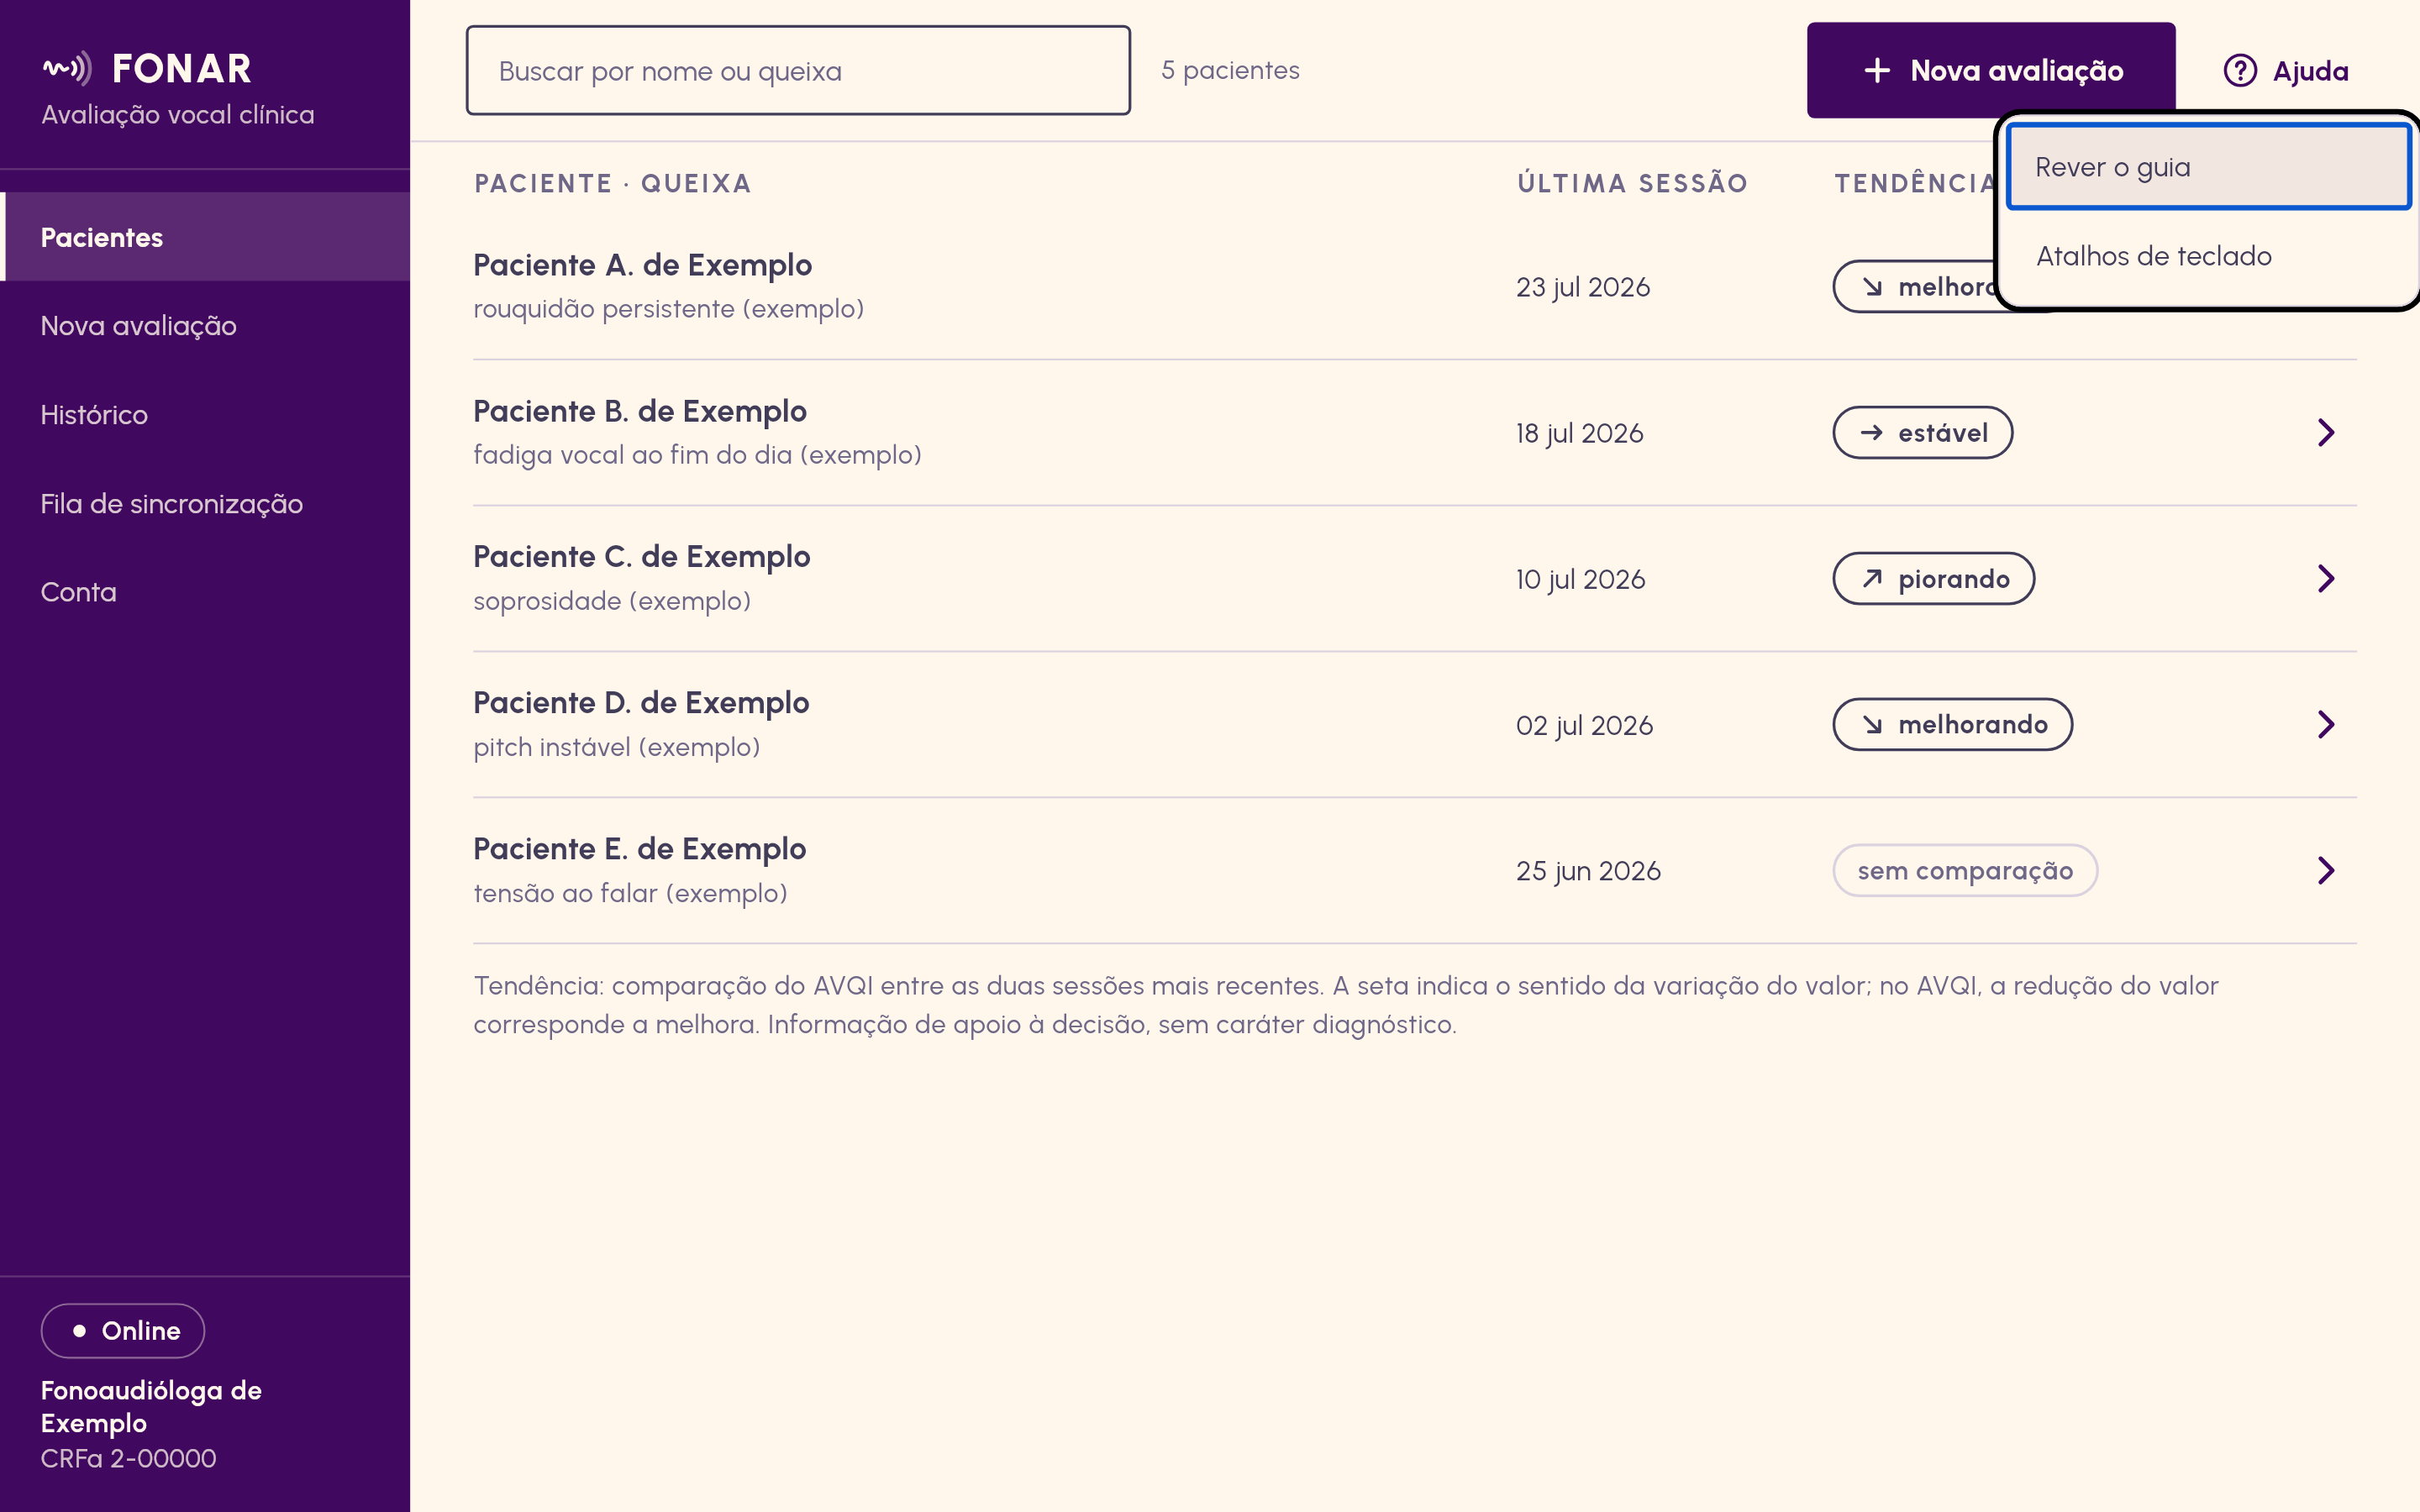 FONAR
Avaliação vocal clínica
Pacientes
Nova avaliação
Histórico
Fila de sincronização
Conta
Online
Fonoaudióloga de
Exemplo
CRFa 2-00000
Buscar por nome ou queixa
5 pacientes
Nova avaliação
Ajuda
Rever o guia
Atalhos de teclado
PACIENTE · QUEIXA ÚLTIMA SESSÃO TENDÊNCIA
Paciente A. de Exemplo
rouquidão persistente (exemplo)
23 jul 2026
Paciente B. de Exemplo
fadiga vocal ao fim do dia (exemplo)
18 jul 2026
→ estável
Paciente C. de Exemplo
soprosidade (exemplo)
10 jul 2026
↗ piorando
Paciente D. de Exemplo
pitch instável (exemplo)
02 jul 2026
↘ melhorando
Paciente E. de Exemplo
tensão ao falar (exemplo)
25 jun 2026
sem comparação
Tendência: comparação do AVQI entre as duas sessões mais recentes. A seta indica o sentido da variação do valor; no AVQI, a redução do valor
corresponde a melhora. Informação de apoio à decisão, sem caráter diagnóstico.